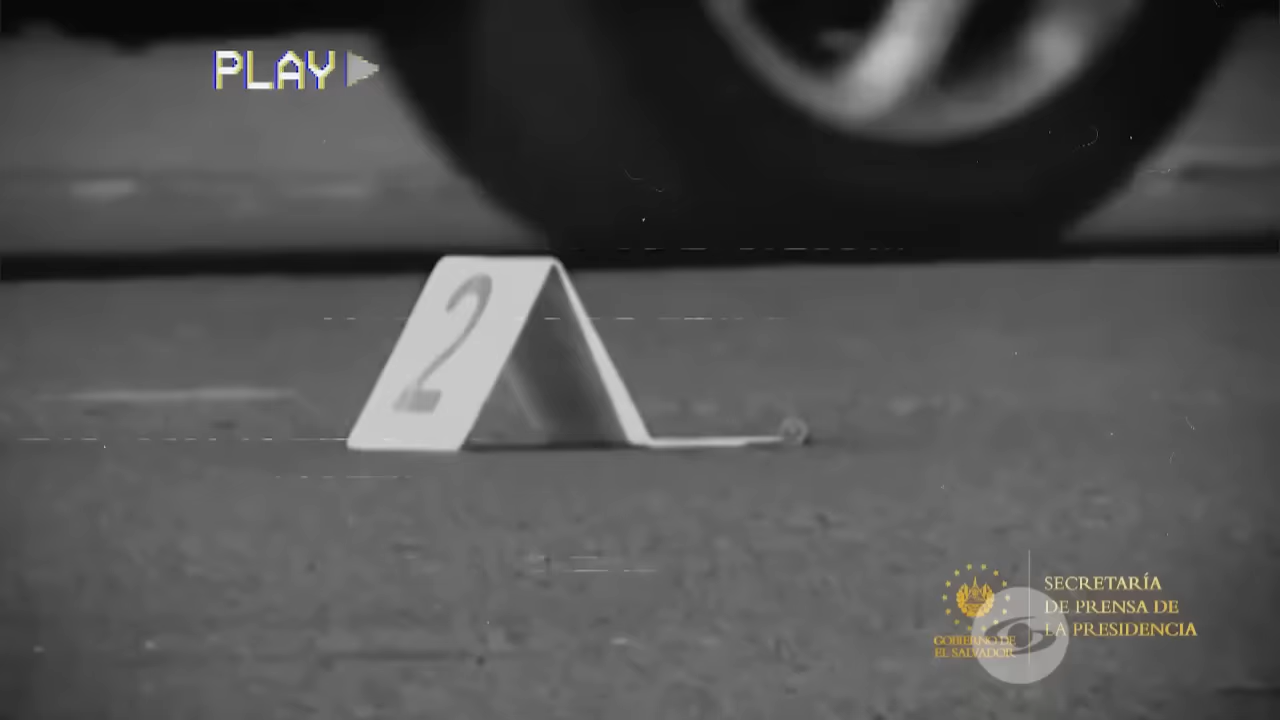 PLAY
2
GOBIERNO DE
EL SALVADOR
SECRETARÍA
DE PRENSA DE
LA PRESIDENCIA